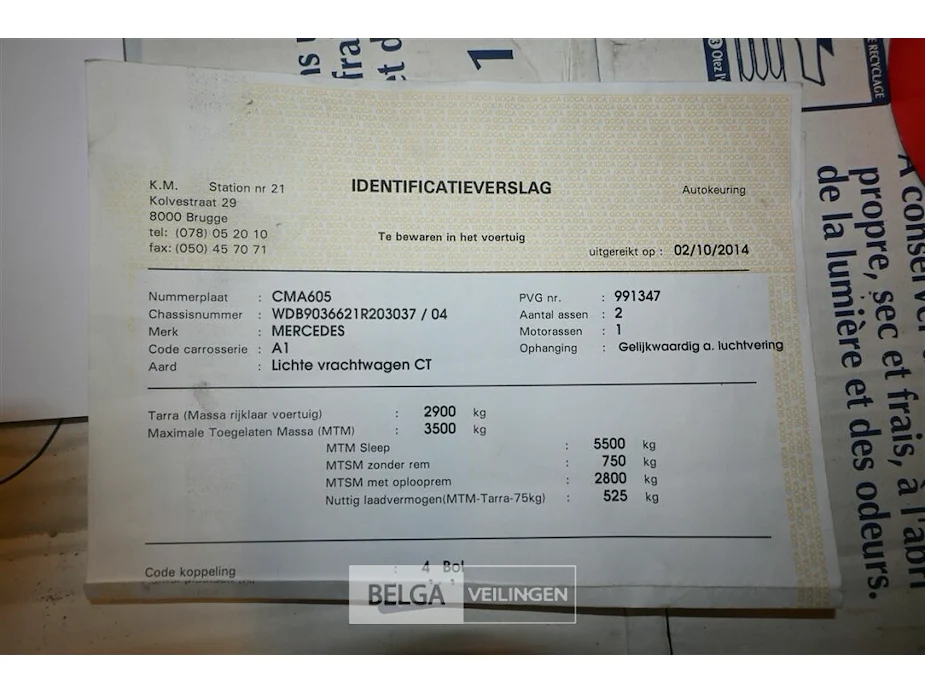 K.M. Station nr 21
Kolvestraat 29
8000 Brugge
tel: (078) 05 20 10
fax: (050) 45 70 71
IDENTIFICATIEVERSLAG
Te bewaren in het voertuig
Autokeuring
uitgereikt op : 02/10/2014
Nummerplaat : CMA605
Chassisnummer : WDB9036621R203037 / 04
Merk : MERCEDES
Code carrosserie : A1
Aard : Lichte vrachtwagen CT
PVG nr. : 991347
Aantal assen : 2
Motorassen : 1
Ophanging : Gelijkwaardig a. luchtvering
Tarra (Massa rijklaar voertuig) : 2900 kg
Maximale Toegelaten Massa (MTM) : 3500 kg
MTM Sleep : 5500 kg
MTSM zonder rem : 750 kg
MTSM met oplooprem : 2800 kg
Nuttig laadvermogen(MTM-Tarra-75kg) : 525 kg
Code koppeling : 4 Bol
BELGA VEILINGEN
1
Otez
RECYCLAGE
propre, sec et frais, à l'abri
de la lumière et des odeurs.